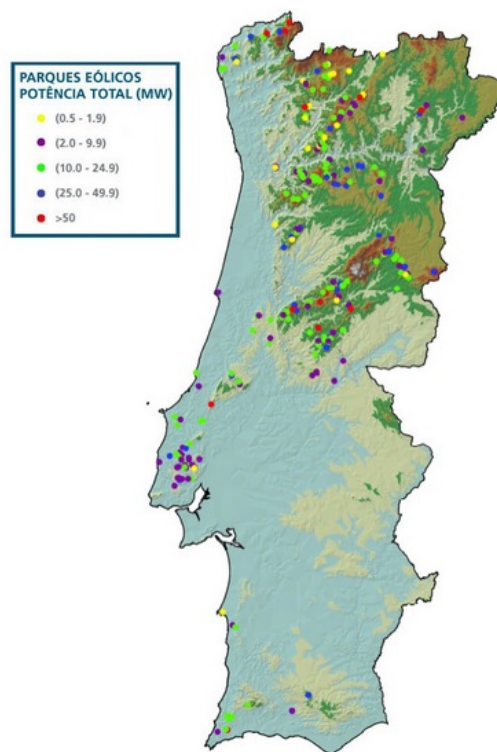 PARQUES EÓLICOS
POTÊNCIA TOTAL (MW)
(0.5 - 1.9)
(2.0 - 9.9)
(10.0 - 24.9)
(25.0 - 49.9)
>50